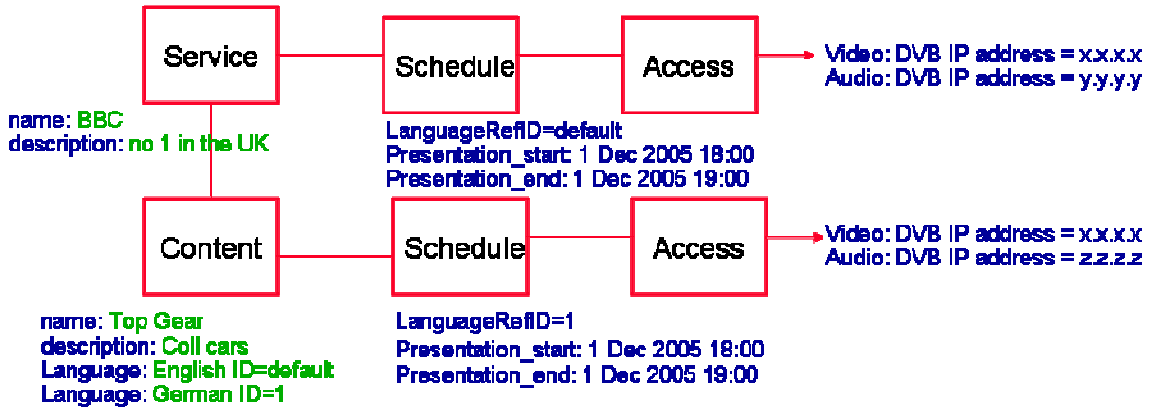 Service
Schedule
Access
Video: DVB IP address = x.x.x.x
Audio: DVB IP address = y.y.y.y
name: BBC
description: no 1 in the UK
LanguageRefID=default
Presentation_start: 1 Dec 2005 18:00
Presentation_end: 1 Dec 2005 19:00
Content
Schedule
Access
Video: DVB IP address = x.x.x.x
Audio: DVB IP address = z.z.z.z
name: Top Gear
description: Coll cars
Language: English ID=default
Language: German ID=1
LanguageRefID=1
Presentation_start: 1 Dec 2005 18:00
Presentation_end: 1 Dec 2005 19:00